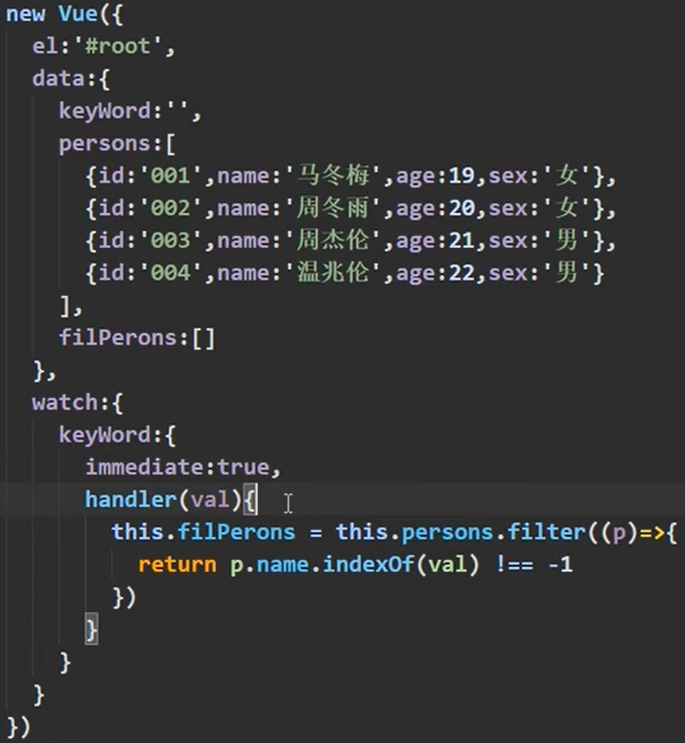 new Vue({
el:'#root',
data:{
keyWord:'',
persons:[
{id:'001',name:'马冬梅',age:19,sex:'女'},
{id:'002',name:'周冬雨',age:20,sex:'女'},
{id:'003',name:'周杰伦',age:21,sex:'男'},
{id:'004',name:'温兆伦',age:22,sex:'男'}
],
filPerons:[]
},
watch:{
keyWord:{
immediate:true,
handler(val){
this.filPerons = this.persons.filter((p)=>{
return p.name.indexOf(val) !== -1
})
}
}
}
})